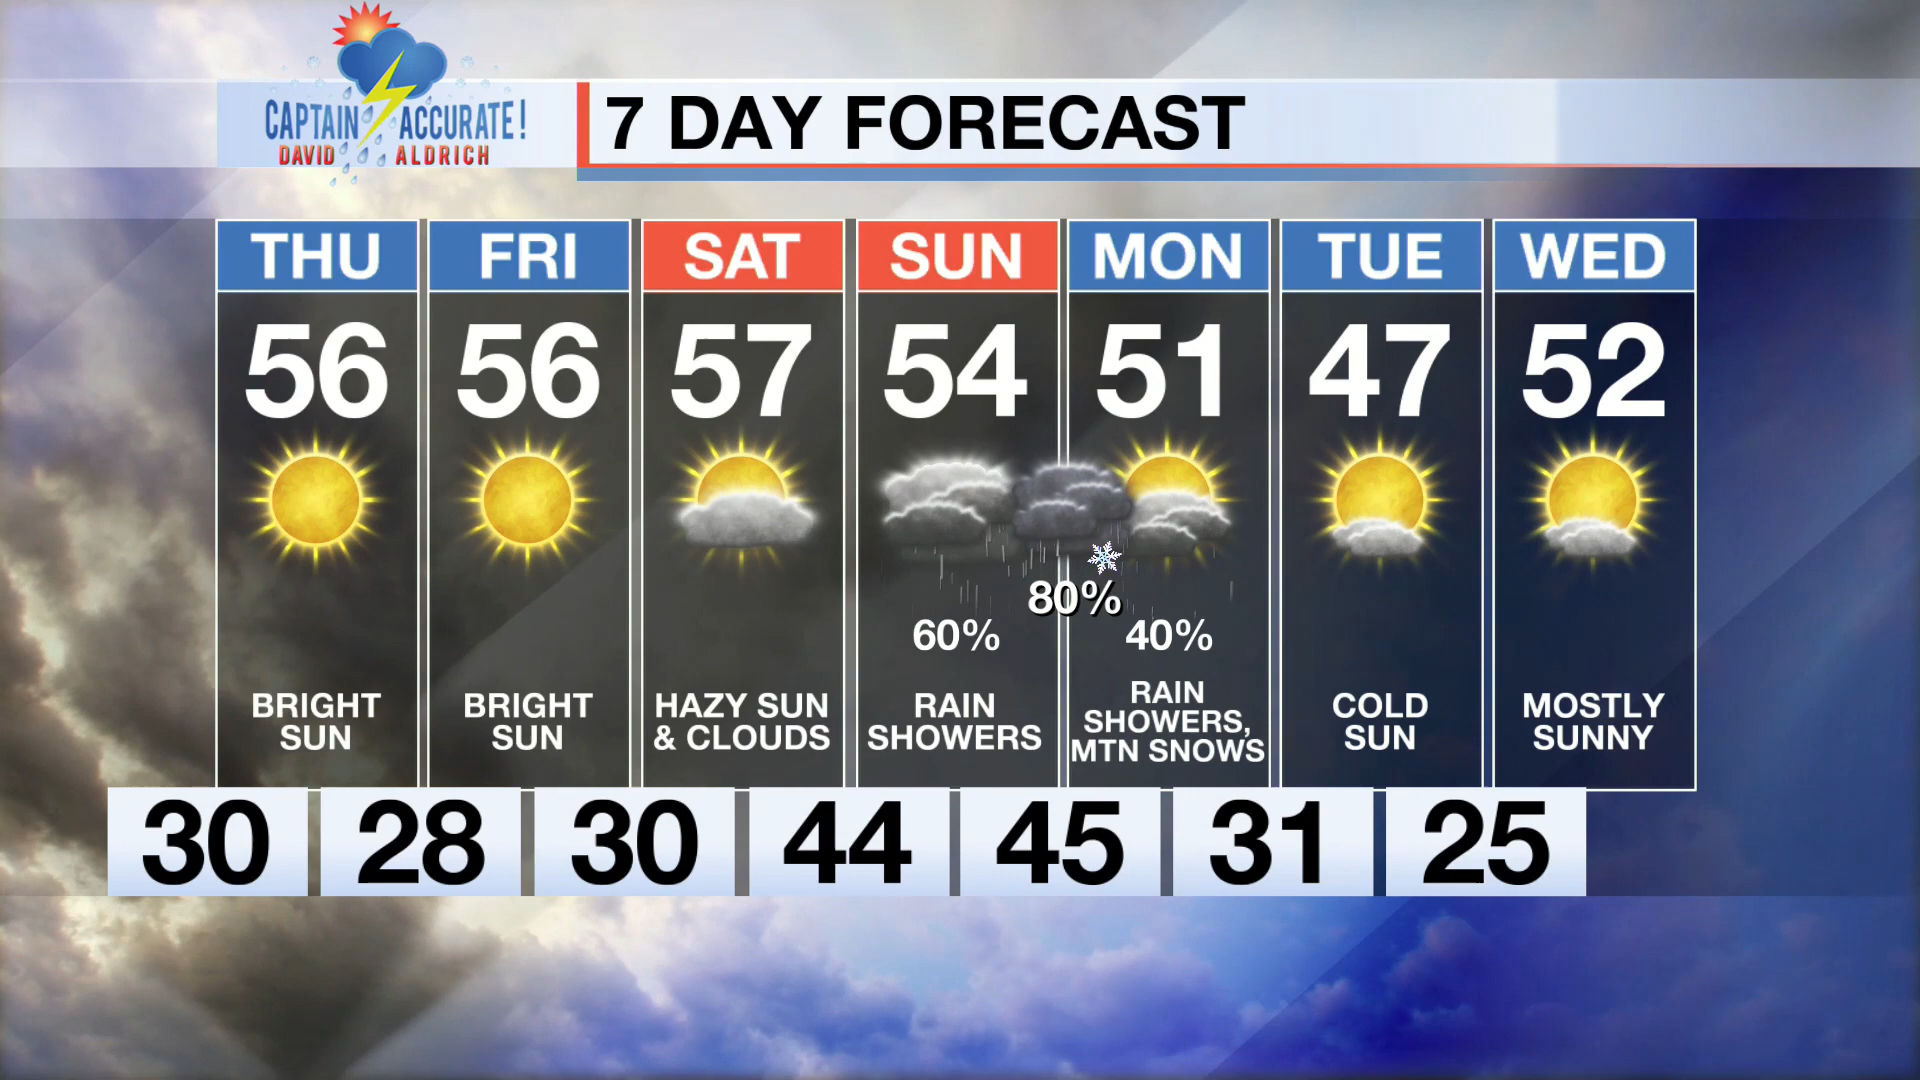 CAPTAIN ACCURATE!
DAVID ALDRICH
7 DAY FORECAST
THU FRI SAT SUN MON TUE WED
56 56 57 54 51 47 52
80%
60% 40%
BRIGHT
SUN
BRIGHT
SUN
HAZY SUN
& CLOUDS
RAIN
SHOWERS
RAIN
SHOWERS,
MTN SNOWS
COLD
SUN
MOSTLY
SUNNY
30 28 30 44 45 31 25